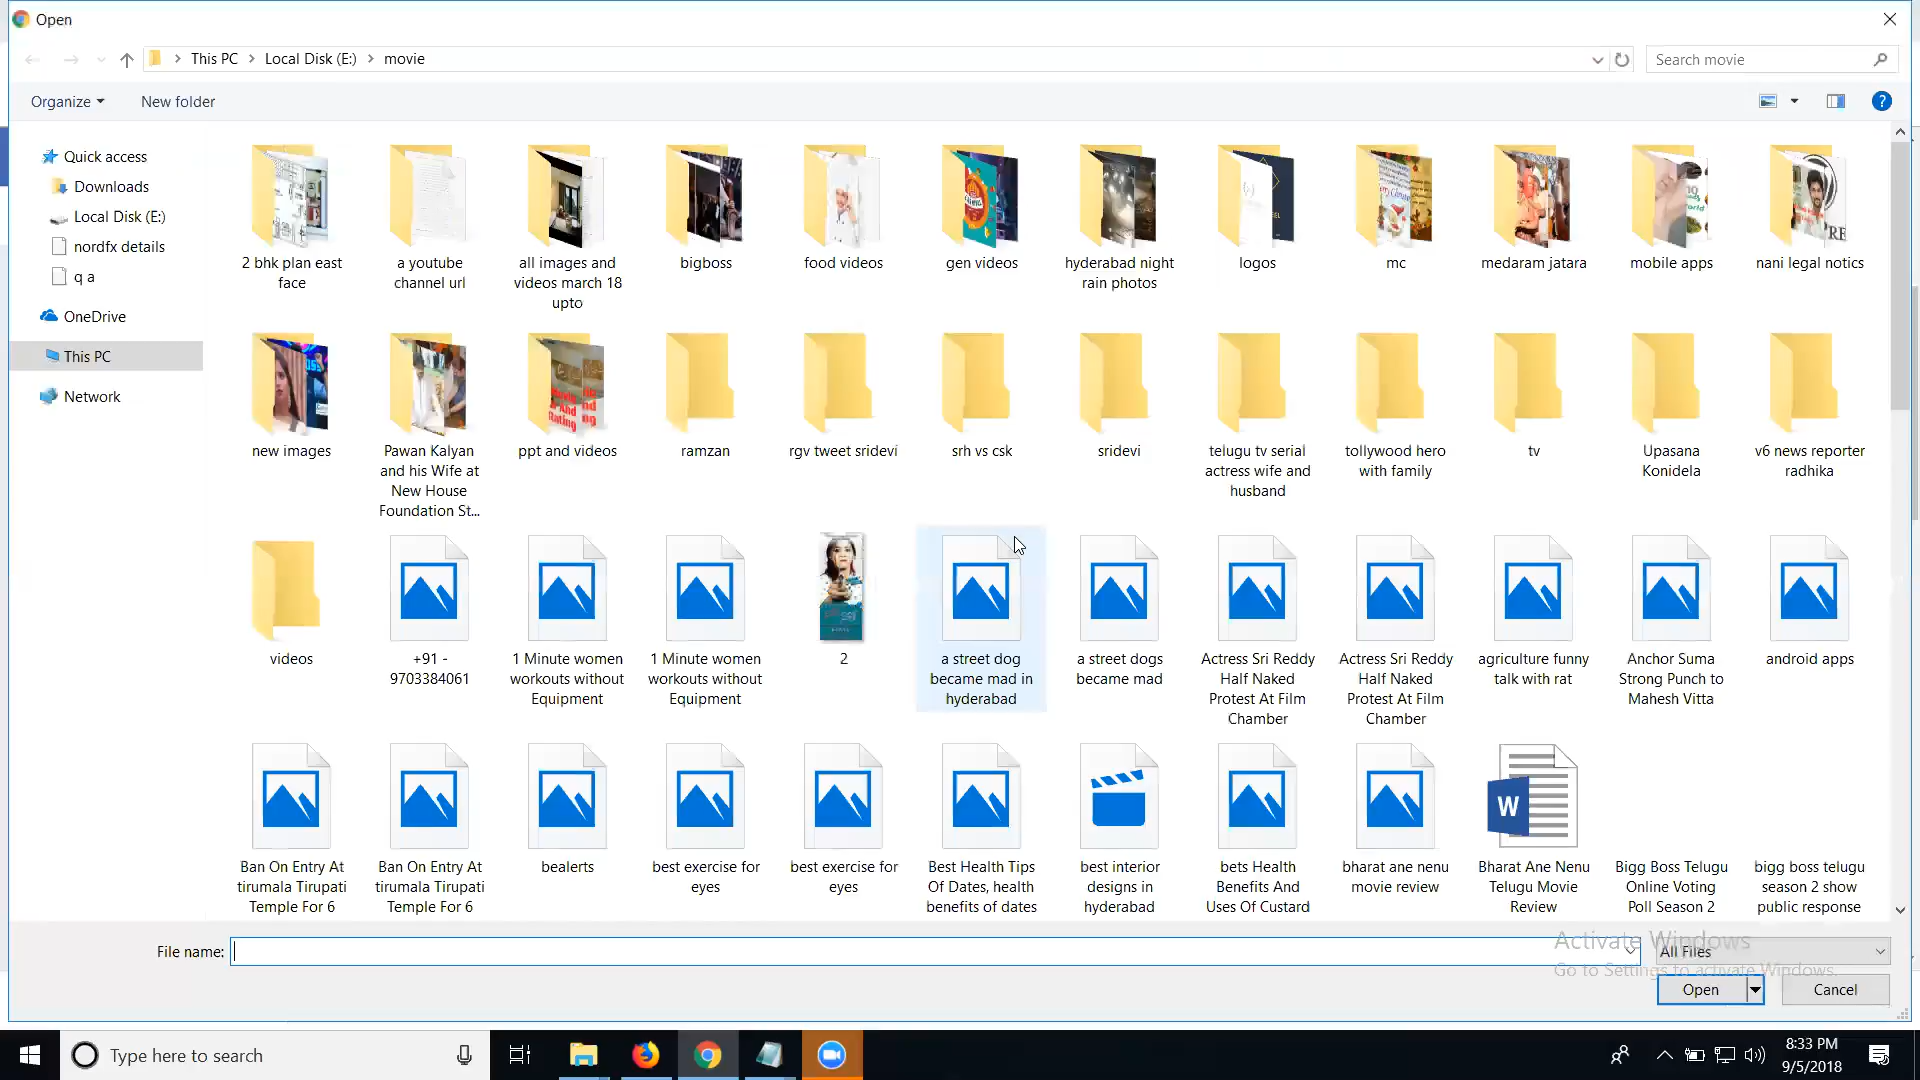 Open
This PC > Local Disk (E:) > movie
Search movie
Organize
New folder
Quick access
Downloads
Local Disk (E:)
nordfx details
q a
OneDrive
This PC
Network
2 bhk plan east
face
a youtube
channel url
all images and
videos march 18
upto
bigboss
food videos
gen videos
hyderabad night
rain photos
logos
mc
medaram jatara
mobile apps
nani legal notics
new images
Pawan Kalyan
and his Wife at
New House
Foundation St...
ppt and videos
ramzan
rgv tweet sridevi
srh vs csk
sridevi
telugu tv serial
actress wife and
husband
tollywood hero
with family
tv
Upasana
Konidela
v6 news reporter
radhika
videos
+91 -
9703384061
1 Minute women
workouts without
Equipment
1 Minute women
workouts without
Equipment
2
a street dog
became mad in
hyderabad
a street dogs
became mad
Actress Sri Reddy
Half Naked
Protest At Film
Chamber
Actress Sri Reddy
Half Naked
Protest At Film
Chamber
agriculture funny
talk with rat
Anchor Suma
Strong Punch to
Mahesh Vitta
android apps
Ban On Entry At
tirumala Tirupati
Temple For 6
Ban On Entry At
tirumala Tirupati
Temple For 6
bealerts
best exercise for
eyes
best exercise for
eyes
Best Health Tips
Of Dates, health
benefits of dates
best interior
designs in
hyderabad
bets Health
Benefits And
Uses Of Custard
bharat ane nenu
movie review
W
Bharat Ane Nenu
Telugu Movie
Review
Bigg Boss Telugu
Online Voting
Poll Season 2
bigg boss telugu
season 2 show
public response
File name:
All Files
Activate Windows
Go to Settings to activate Windows.
Open
Cancel
Type here to search
8:33 PM
9/5/2018